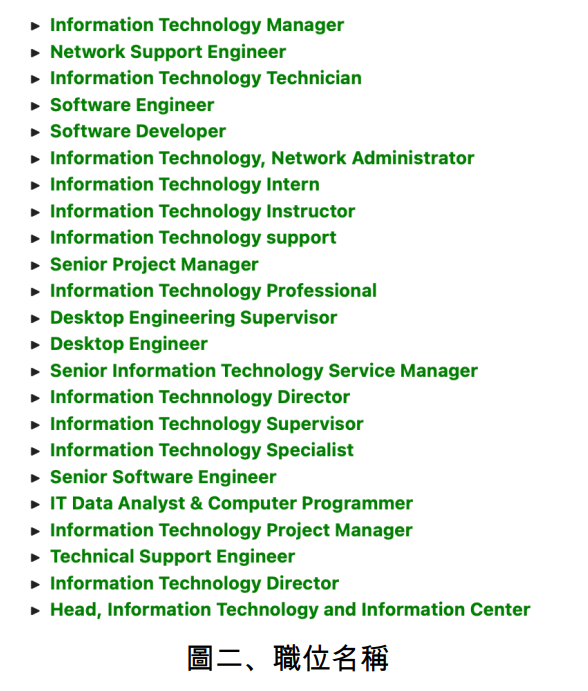 Information Technology Manager
Network Support Engineer
Information Technology Technician
Software Engineer
Software Developer
Information Technology, Network Administrator
Information Technology Intern
Information Technology Instructor
Information Technology support
Senior Project Manager
Information Technology Professional
Desktop Engineering Supervisor
Desktop Engineer
Senior Information Technology Service Manager
Information Technnology Director
Information Technology Supervisor
Information Technology Specialist
Senior Software Engineer
IT Data Analyst & Computer Programmer
Information Technology Project Manager
Technical Support Engineer
Information Technology Director
Head, Information Technology and Information Center
圖二、職位名稱